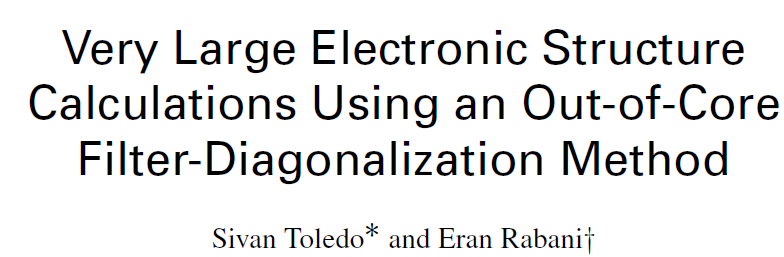 Very Large Electronic Structure
Calculations Using an Out-of-Core
Filter-Diagonalization Method
Sivan Toledo* and Eran Rabani†